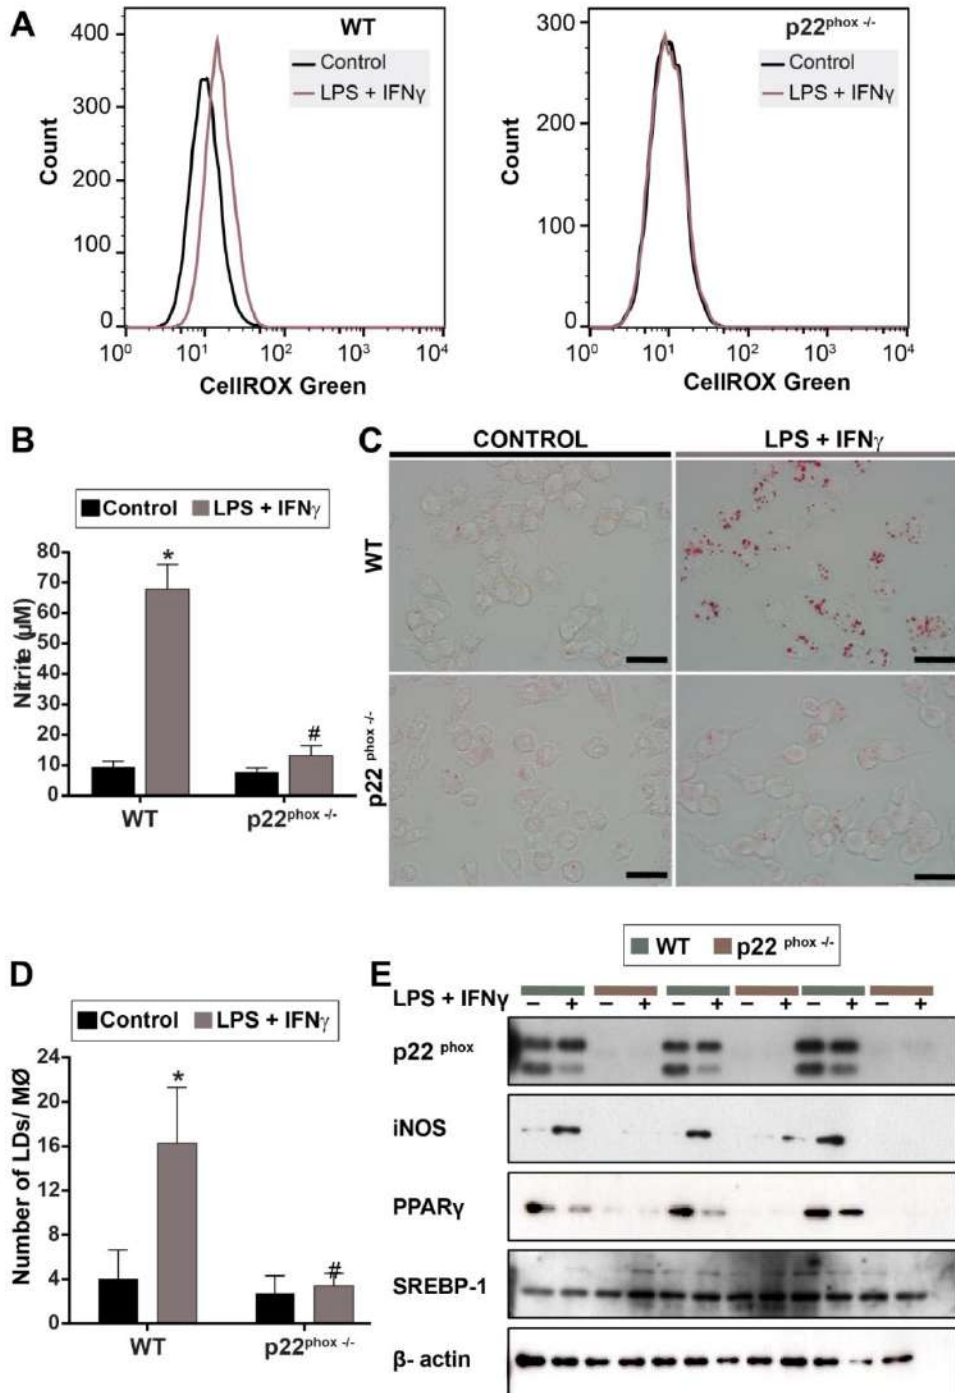 A
WT
Control
LPS + IFNγ
400
300
200
100
0
Count
10⁰ 10¹ 10² 10³ 10⁴
CellROX Green
p22phox -/-
Control
LPS + IFNγ
300
200
100
0
Count
10⁰ 10¹ 10² 10³ 10⁴
CellROX Green
B
Control LPS + IFNγ
80
70
60
50
40
30
20
10
0
Nitrite (µM)
*
#
WT p22phox -/-
C
CONTROL LPS + IFNγ
WT
p22 phox -/-
D
Control LPS + IFNγ
24
20
16
12
8
4
0
Number of LDs/ MØ
*
#
WT p22phox -/-
E
WT p22 phox -/-
LPS + IFNγ − + − + − + − + − + − +
p22 phox
iNOS
PPARγ
SREBP-1
β- actin